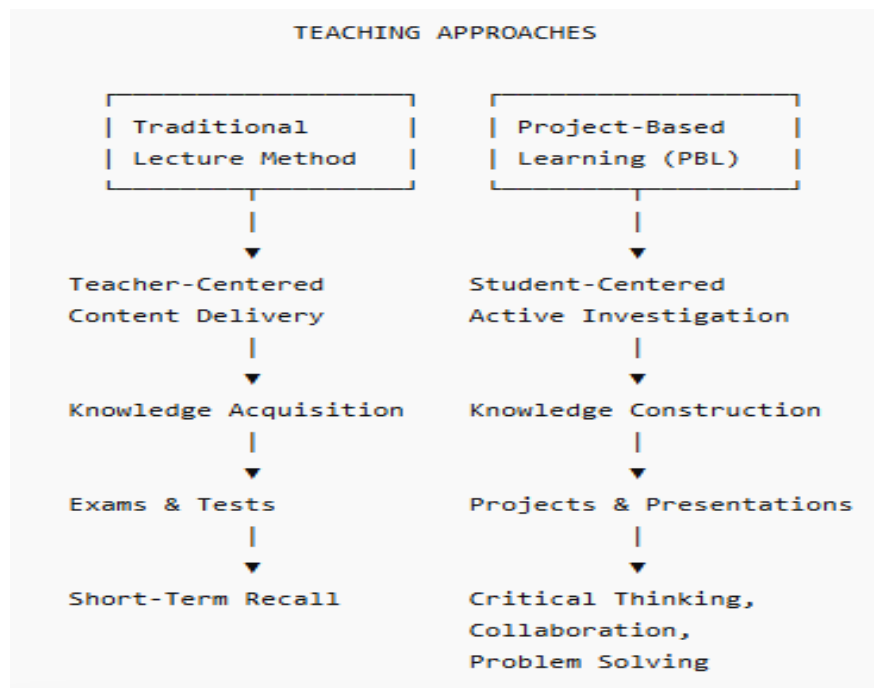 TEACHING APPROACHES
Traditional Lecture Method
Project-Based Learning (PBL)
Teacher-Centered Content Delivery
Student-Centered Active Investigation
Knowledge Acquisition
Knowledge Construction
Exams & Tests
Projects & Presentations
Short-Term Recall
Critical Thinking,
Collaboration,
Problem Solving